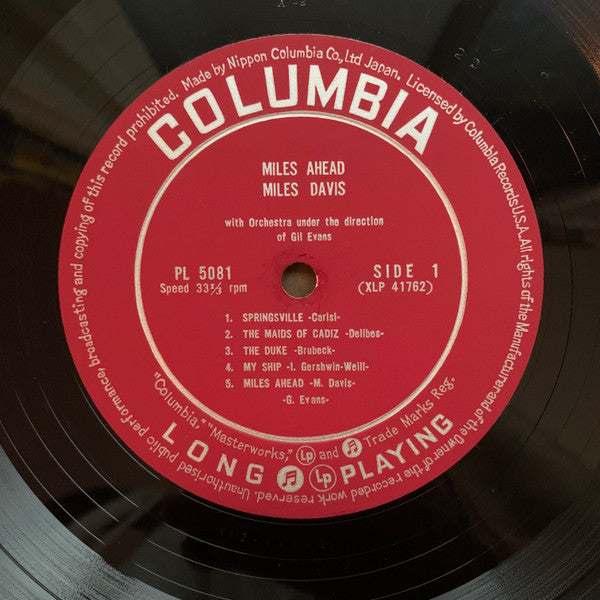 Made by Nippon Columbia Co., Ltd Japan. Licensed by Columbia Records U.S.A. All rights of the Manufacturer and of the Owner of the recorded work reserved. Unauthorised public performance, broadcasting and copying of this record prohibited.
COLUMBIA
MILES AHEAD
MILES DAVIS
with Orchestra under the direction
of Gil Evans
PL 5081
Speed 33⅓ rpm
SIDE 1
(XLP 41762)
1. SPRINGSVILLE -Carisi-
2. THE MAIDS OF CADIZ -Delibes-
3. THE DUKE -Brubeck-
4. MY SHIP -I. Gershwin-Weill-
5. MILES AHEAD -M. Davis-
-G. Evans-
"Columbia," "Masterworks," Lp and Trade Marks Reg.
LONG Lp PLAYING